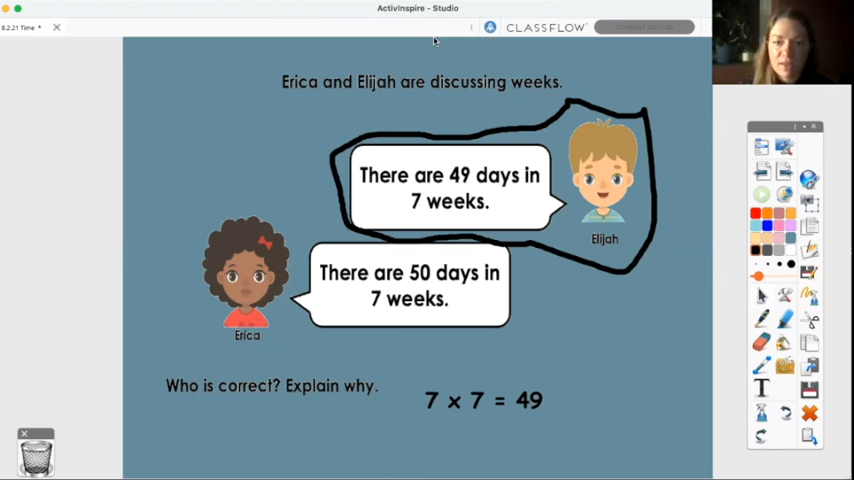 ActivInspire - Studio
8.2.21 Time *
CLASSFLOW
Erica and Elijah are discussing weeks.
There are 49 days in
7 weeks.
Elijah
There are 50 days in
7 weeks.
Erica
Who is correct? Explain why.
7 x 7 = 49